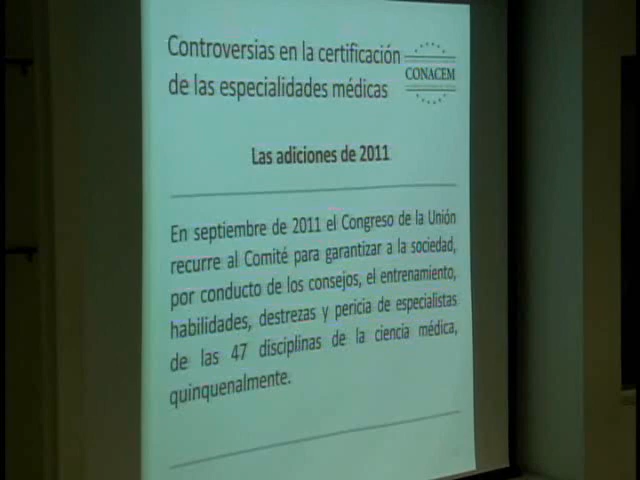 Controversias en la certificación
de las especialidades médicas
CONACEM
Las adiciones de 2011
En septiembre de 2011 el Congreso de la Unión
recurre al Comité para garantizar a la sociedad,
por conducto de los consejos, el entrenamiento,
habilidades, destrezas y pericia de especialistas
de las 47 disciplinas de la ciencia médica,
quinquenalmente.